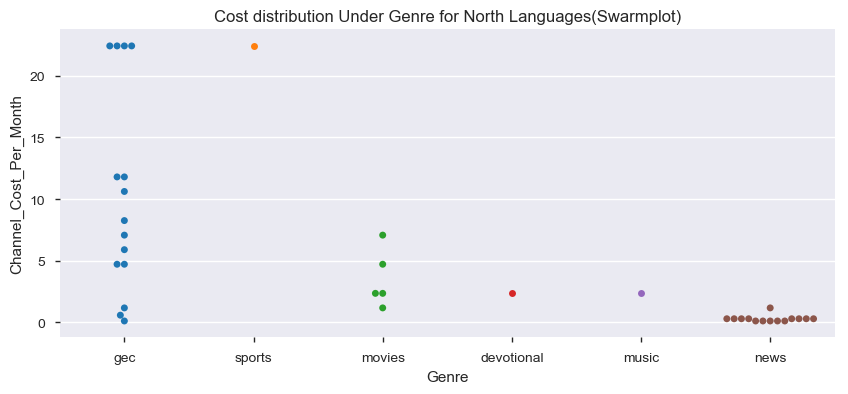 Cost distribution Under Genre for North Languages(Swarmplot)
Channel_Cost_Per_Month
20
15
10
5
0
gec sports movies devotional music news
Genre